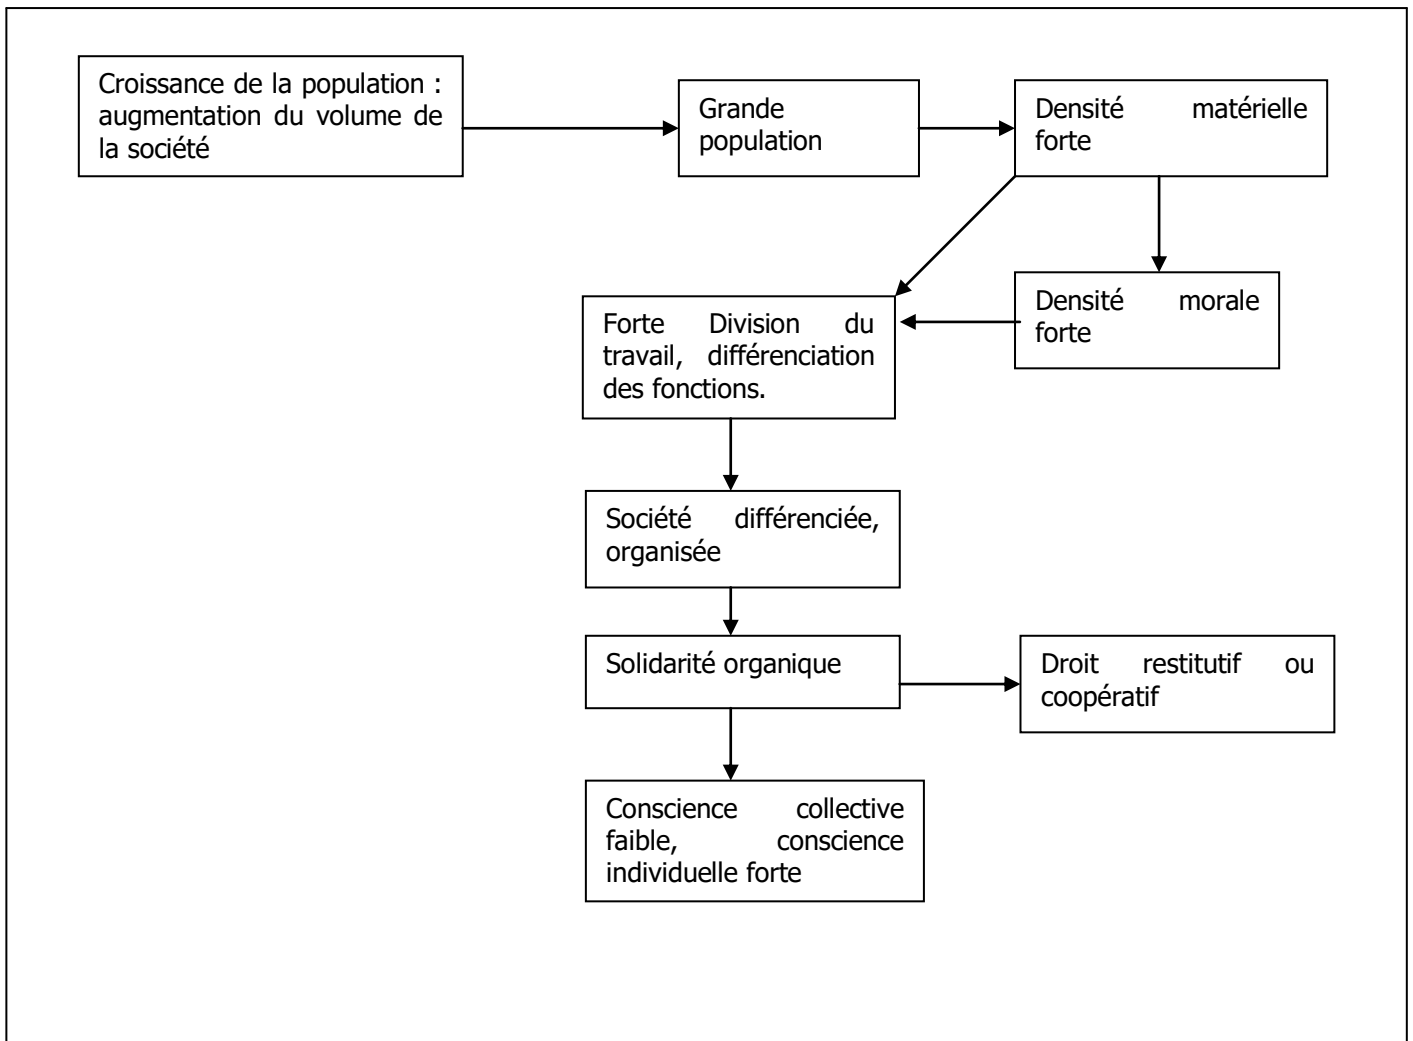 Croissance de la population :
augmentation du volume de
la société
Grande
population
Densité matérielle
forte
Densité morale
forte
Forte Division du
travail, différenciation
des fonctions.
Société différenciée,
organisée
Solidarité organique
Droit restitutif ou
coopératif
Conscience collective
faible, conscience
individuelle forte